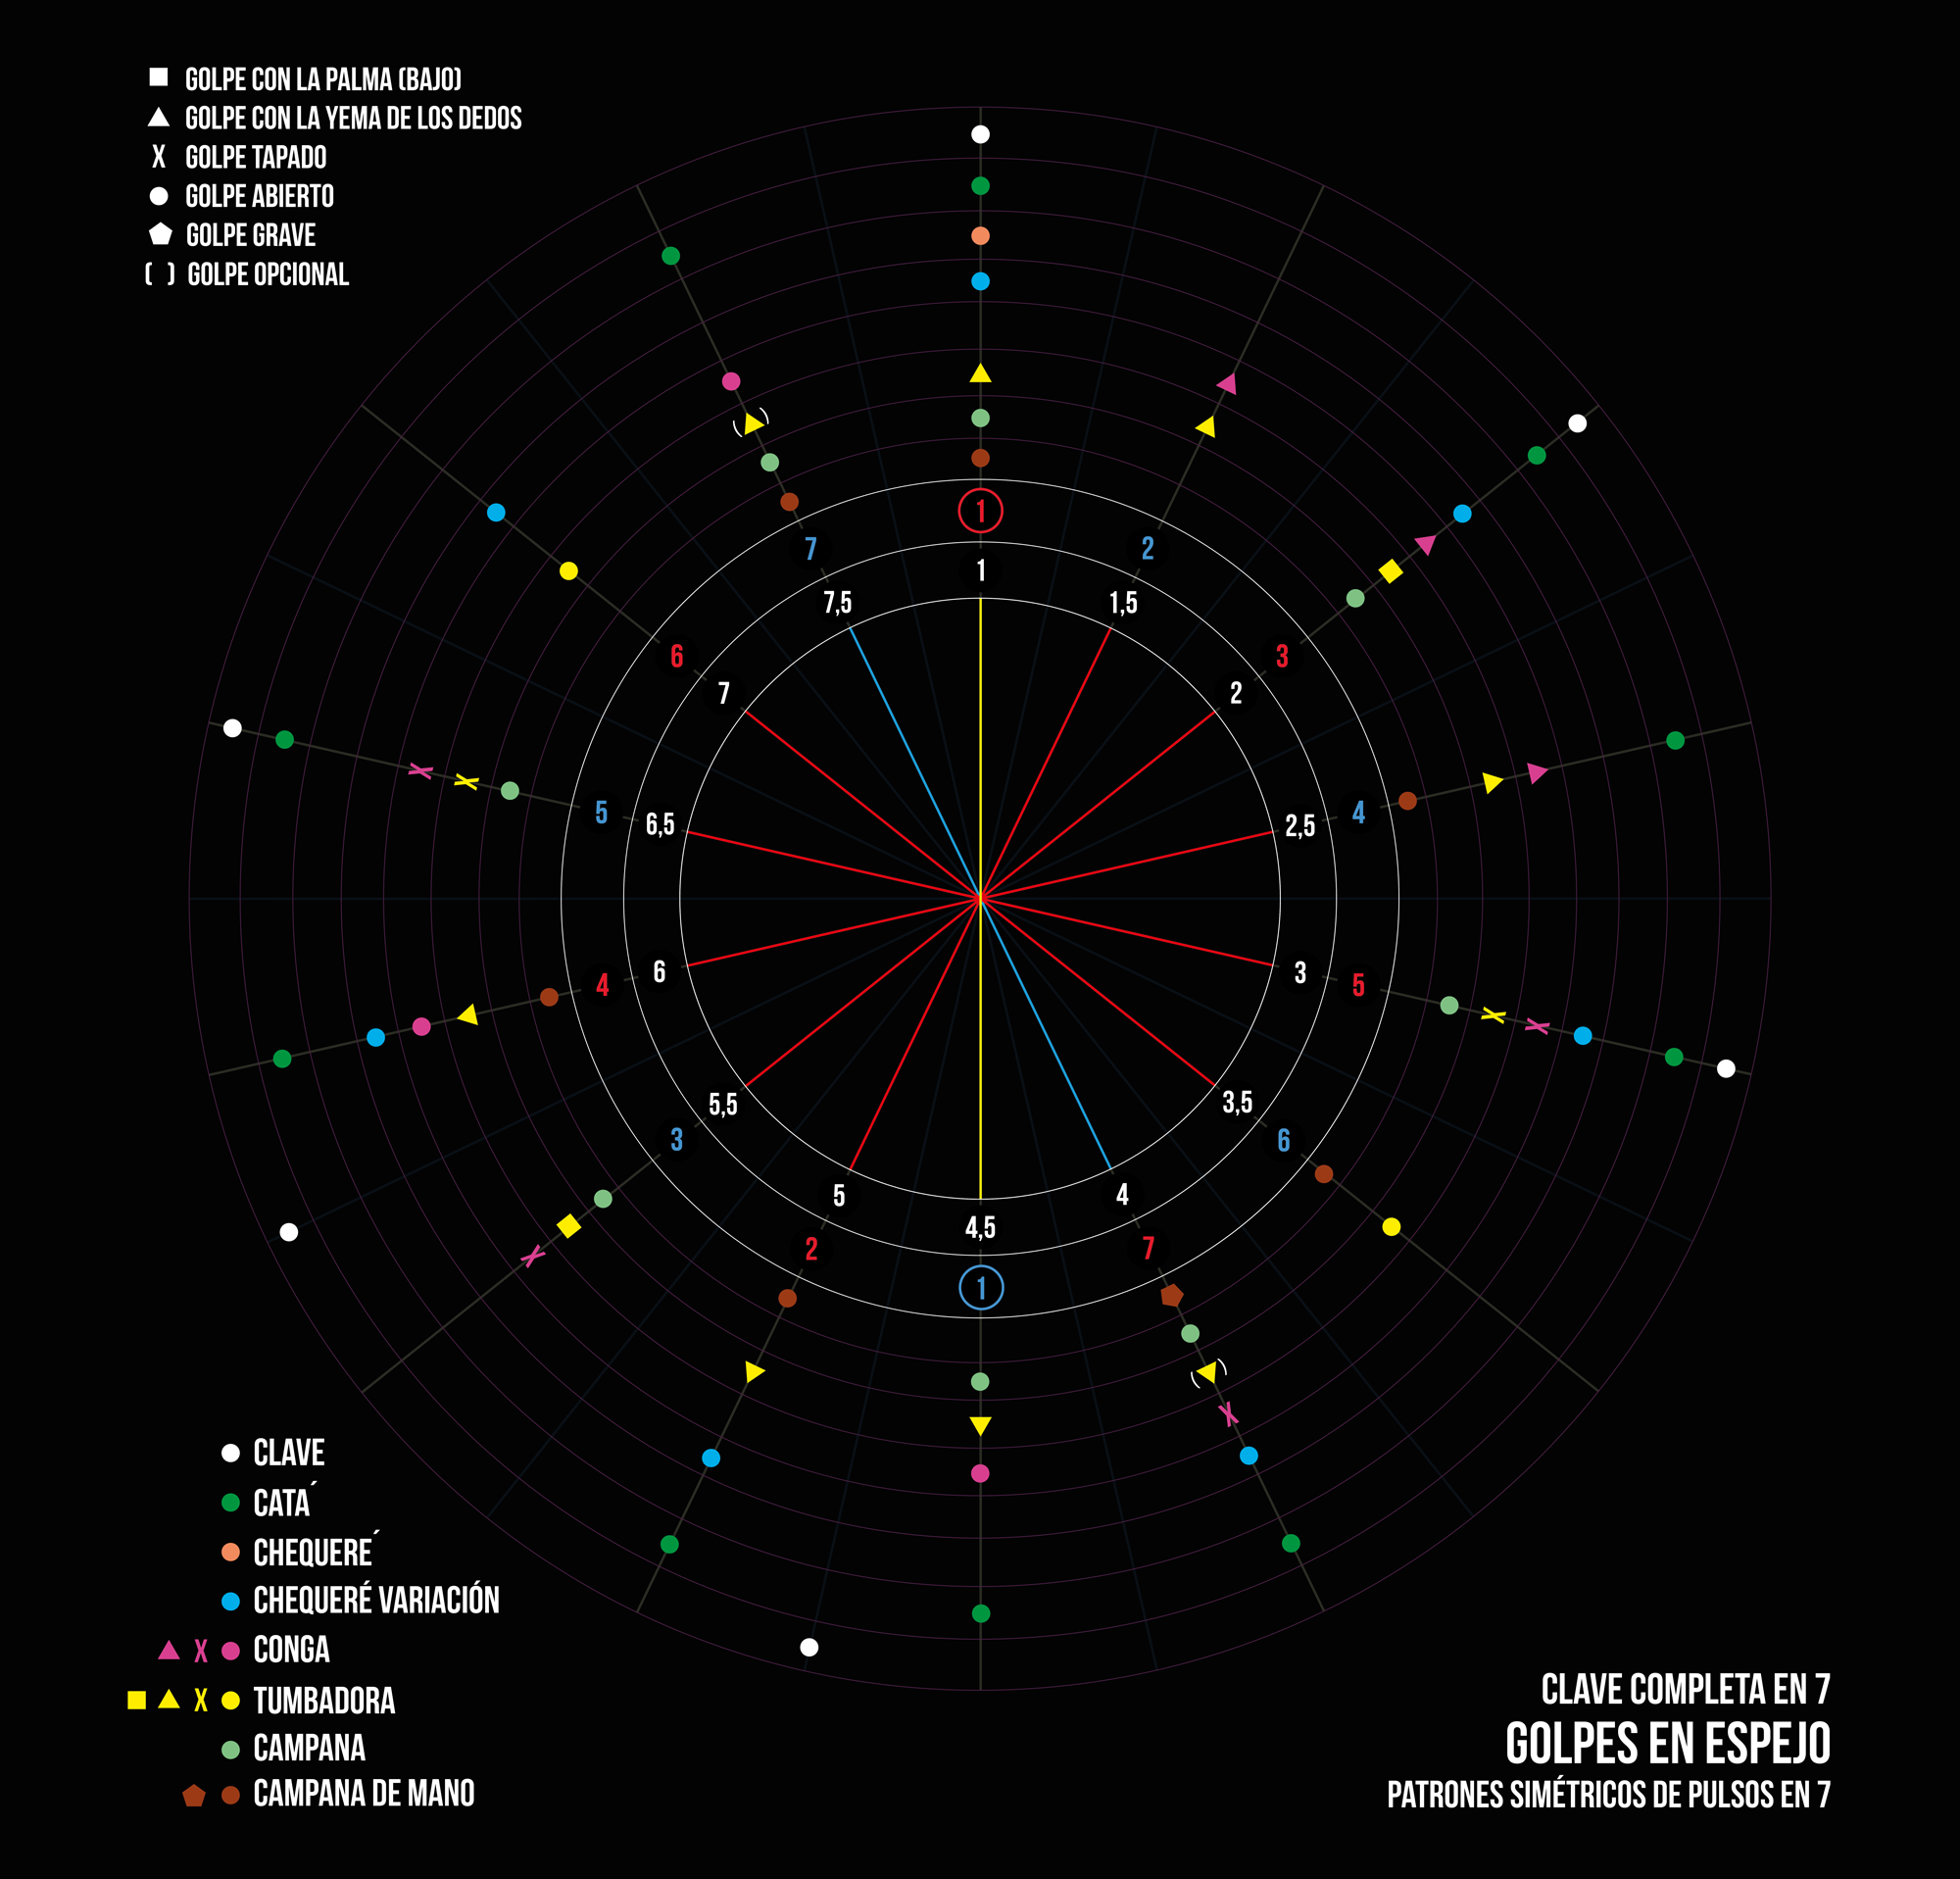 GOLPE CON LA PALMA (BAJO)
GOLPE CON LA YEMA DE LOS DEDOS
X GOLPE TAPADO
GOLPE ABIERTO
GOLPE GRAVE
( ) GOLPE OPCIONAL
1
1
7
2
7,5
1,5
6
3
7
2
5
4
6,5
2,5
4
5
6
3
3
6
5,5
3,5
2
7
5
4
4,5
1
CLAVE
CATA´
CHEQUERE´
CHEQUERÉ VARIACIÓN
X CONGA
X TUMBADORA
CAMPANA
CAMPANA DE MANO
CLAVE COMPLETA EN 7
GOLPES EN ESPEJO
PATRONES SIMÉTRICOS DE PULSOS EN 7